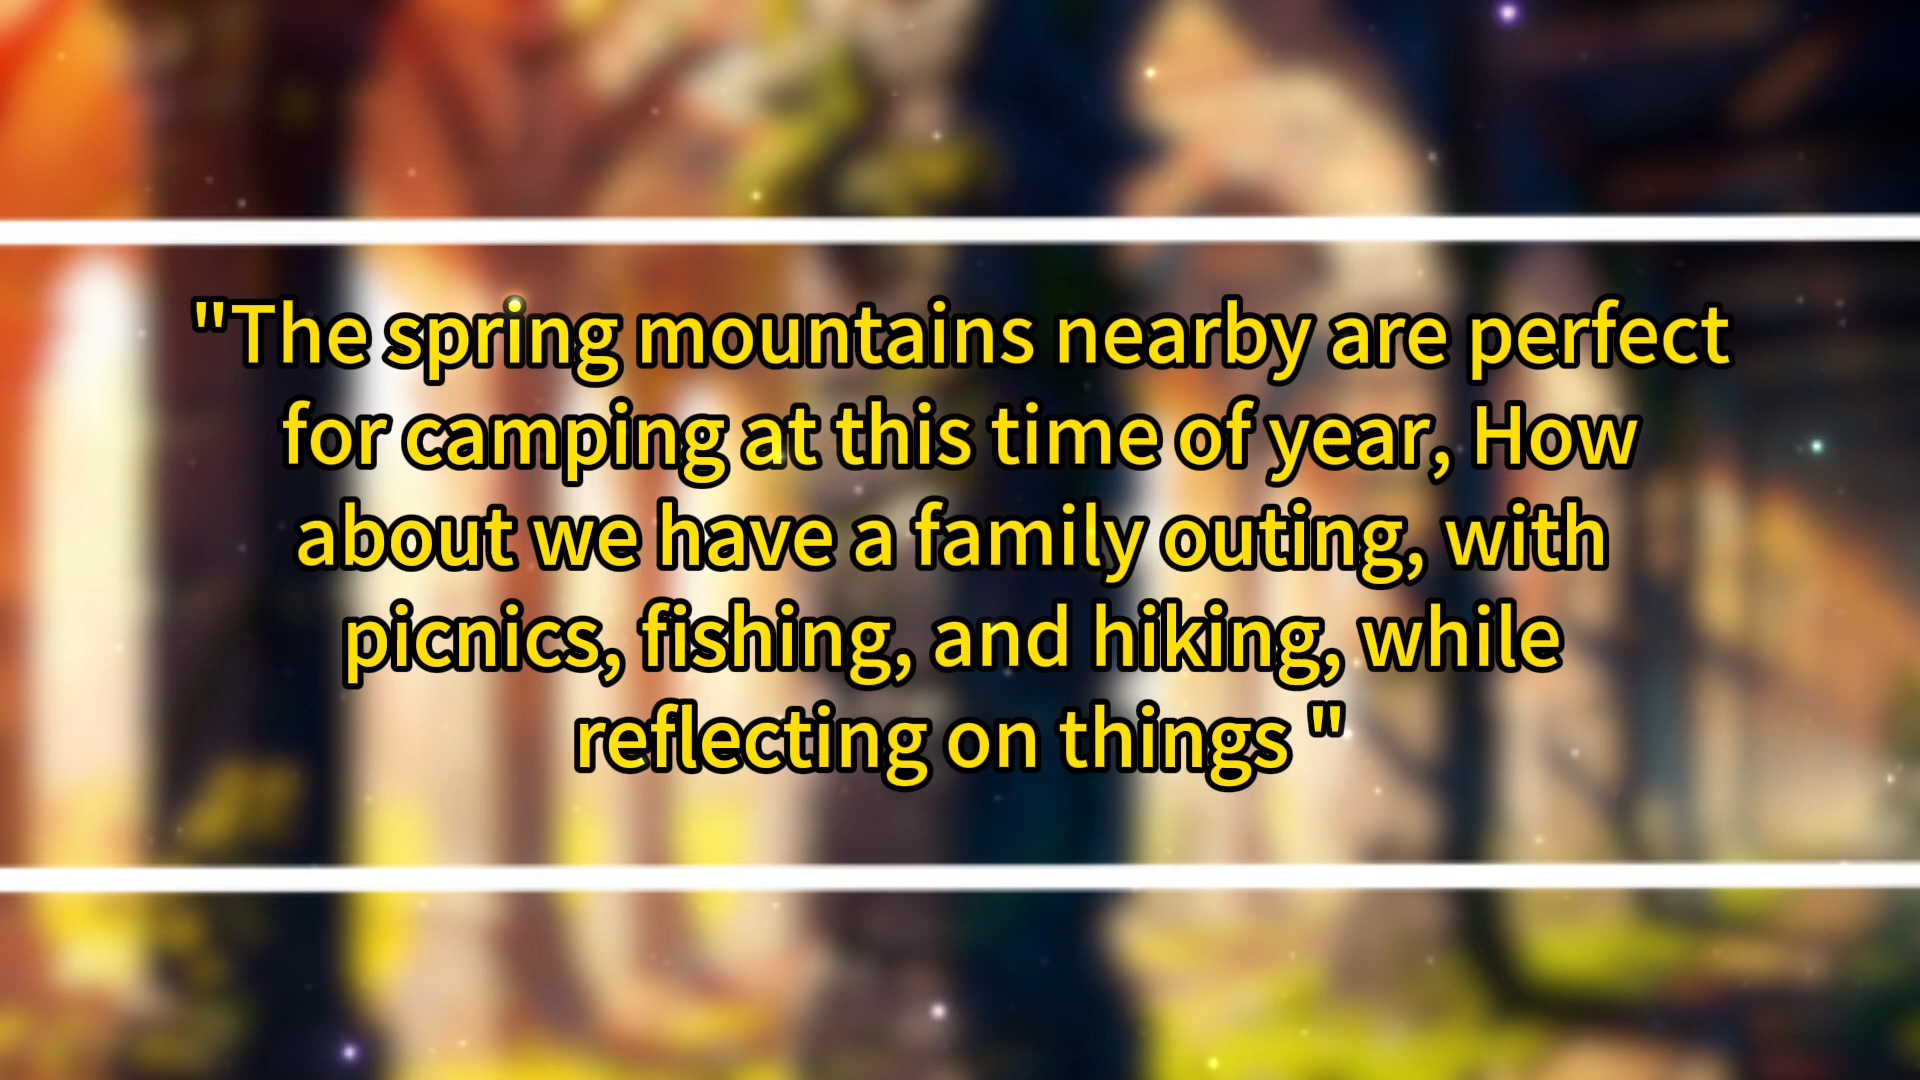 "The spring mountains nearby are perfect
for camping at this time of year, How
about we have a family outing, with
picnics, fishing, and hiking, while
reflecting on things "